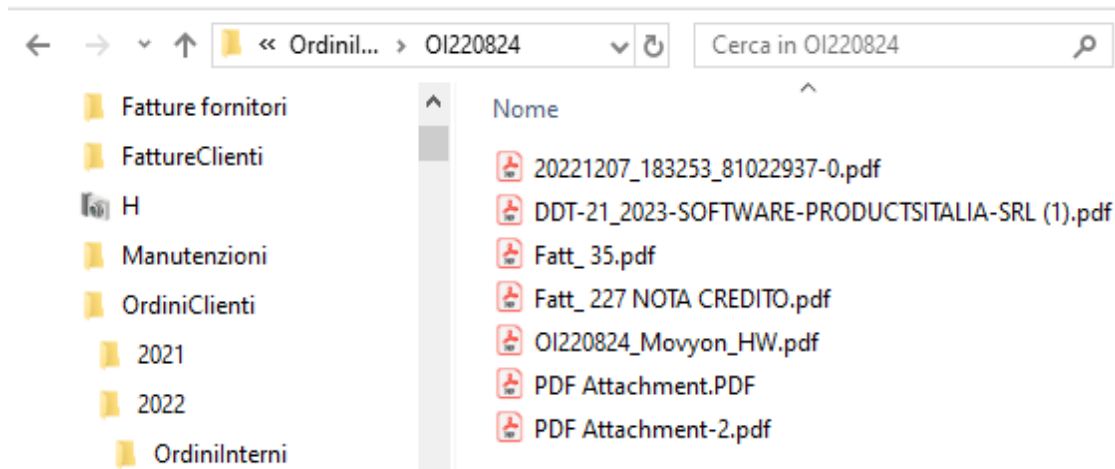 « OrdiniI... > OI220824
Cerca in OI220824
Fatture fornitori
FattureClienti
H
Manutenzioni
OrdiniClienti
2021
2022
OrdiniInterni
Nome
20221207_183253_81022937-0.pdf
DDT-21_2023-SOFTWARE-PRODUCTSITALIA-SRL (1).pdf
Fatt_ 35.pdf
Fatt_ 227 NOTA CREDITO.pdf
OI220824_Movyon_HW.pdf
PDF Attachment.PDF
PDF Attachment-2.pdf